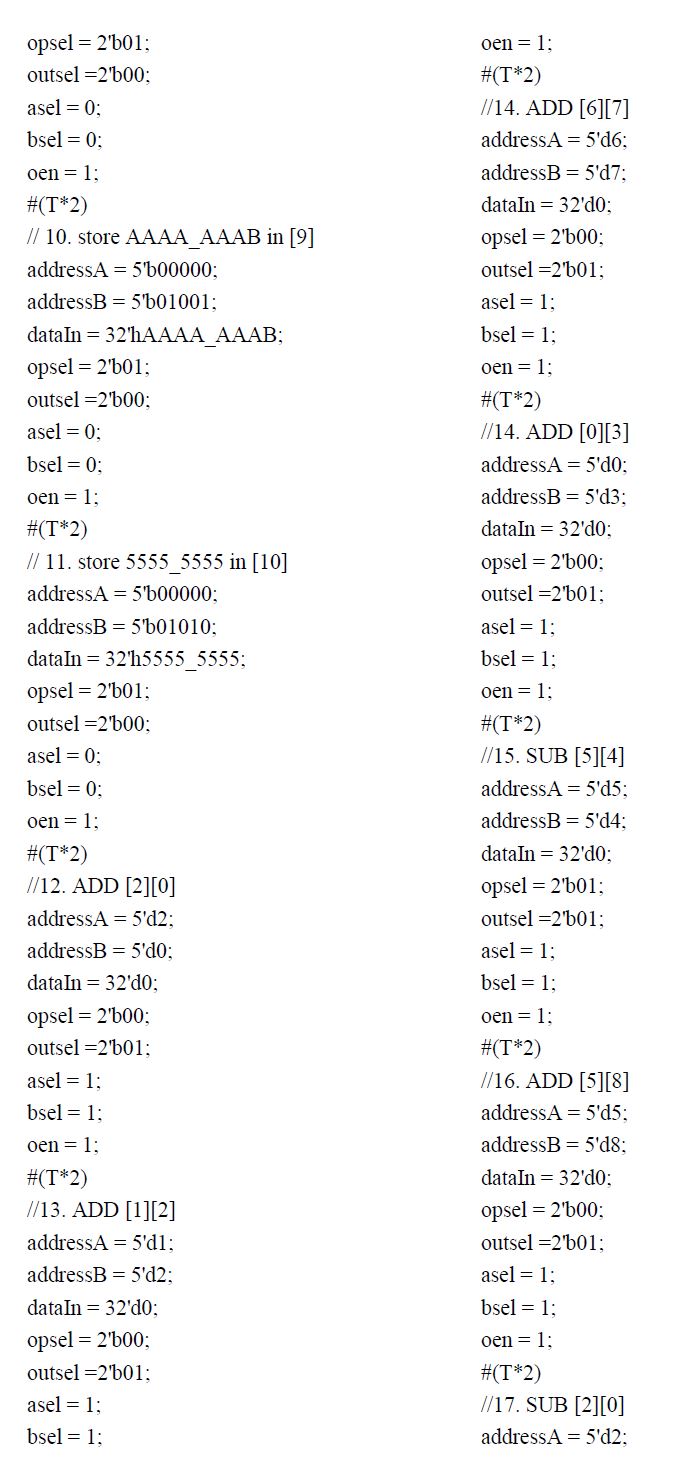 opsel = 2'b01;
outsel =2'b00;
asel = 0;
bsel = 0;
oen = 1;
#(T*2)
// 10. store AAAA_AAAB in [9]
addressA = 5'b00000;
addressB = 5'b01001;
dataIn = 32'hAAAA_AAAB;
opsel = 2'b01;
outsel =2'b00;
asel = 0;
bsel = 0;
oen = 1;
#(T*2)
// 11. store 5555_5555 in [10]
addressA = 5'b00000;
addressB = 5'b01010;
dataIn = 32'h5555_5555;
opsel = 2'b01;
outsel =2'b00;
asel = 0;
bsel = 0;
oen = 1;
#(T*2)
//12. ADD [2][0]
addressA = 5'd2;
addressB = 5'd0;
dataIn = 32'd0;
opsel = 2'b00;
outsel =2'b01;
asel = 1;
bsel = 1;
oen = 1;
#(T*2)
//13. ADD [1][2]
addressA = 5'd1;
addressB = 5'd2;
dataIn = 32'd0;
opsel = 2'b00;
outsel =2'b01;
asel = 1;
bsel = 1;
oen = 1;
#(T*2)
//14. ADD [6][7]
addressA = 5'd6;
addressB = 5'd7;
dataIn = 32'd0;
opsel = 2'b00;
outsel =2'b01;
asel = 1;
bsel = 1;
oen = 1;
#(T*2)
//14. ADD [0][3]
addressA = 5'd0;
addressB = 5'd3;
dataIn = 32'd0;
opsel = 2'b00;
outsel =2'b01;
asel = 1;
bsel = 1;
oen = 1;
#(T*2)
//15. SUB [5][4]
addressA = 5'd5;
addressB = 5'd4;
dataIn = 32'd0;
opsel = 2'b01;
outsel =2'b01;
asel = 1;
bsel = 1;
oen = 1;
#(T*2)
//16. ADD [5][8]
addressA = 5'd5;
addressB = 5'd8;
dataIn = 32'd0;
opsel = 2'b00;
outsel =2'b01;
asel = 1;
bsel = 1;
oen = 1;
#(T*2)
//17. SUB [2][0]
addressA = 5'd2;